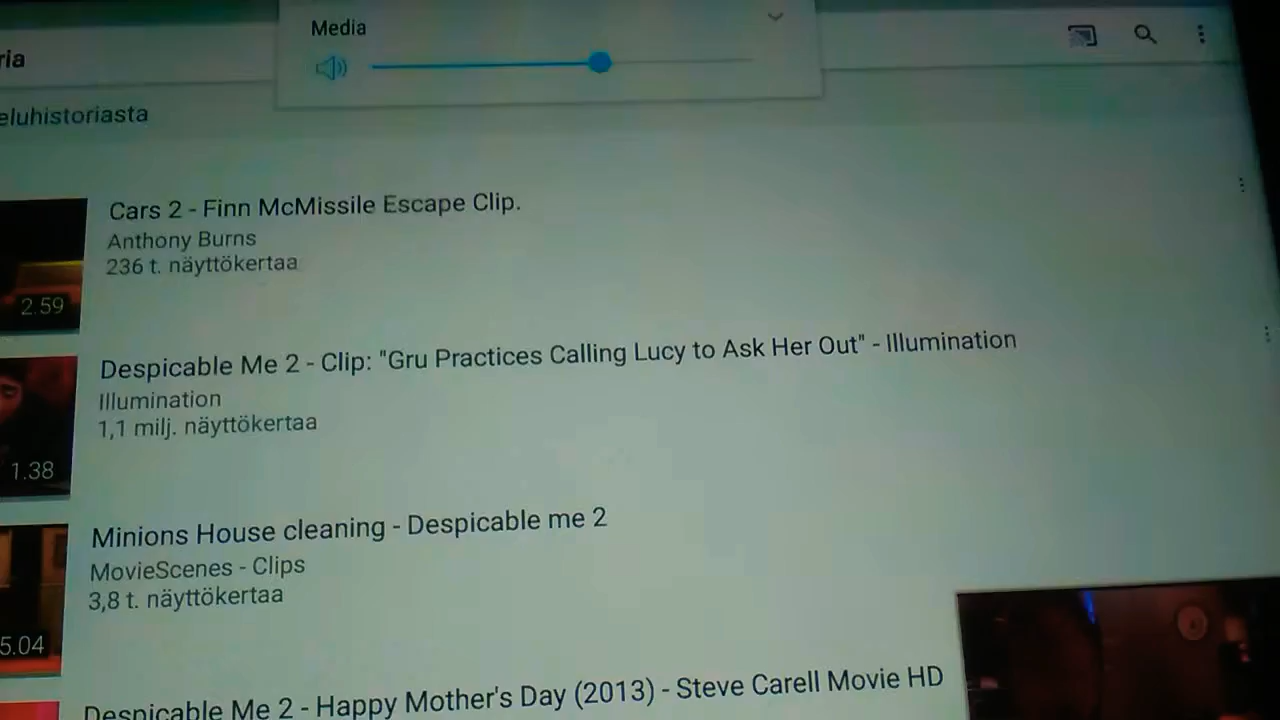 Media
ria
eluhistoriasta
Cars 2 - Finn McMissile Escape Clip.
Anthony Burns
236 t. näyttökertaa
2.59
Despicable Me 2 - Clip: "Gru Practices Calling Lucy to Ask Her Out" - Illumination
Illumination
1,1 milj. näyttökertaa
1.38
Minions House cleaning - Despicable me 2
MovieScenes - Clips
3,8 t. näyttökertaa
5.04
Despicable Me 2 - Happy Mother's Day (2013) - Steve Carell Movie HD